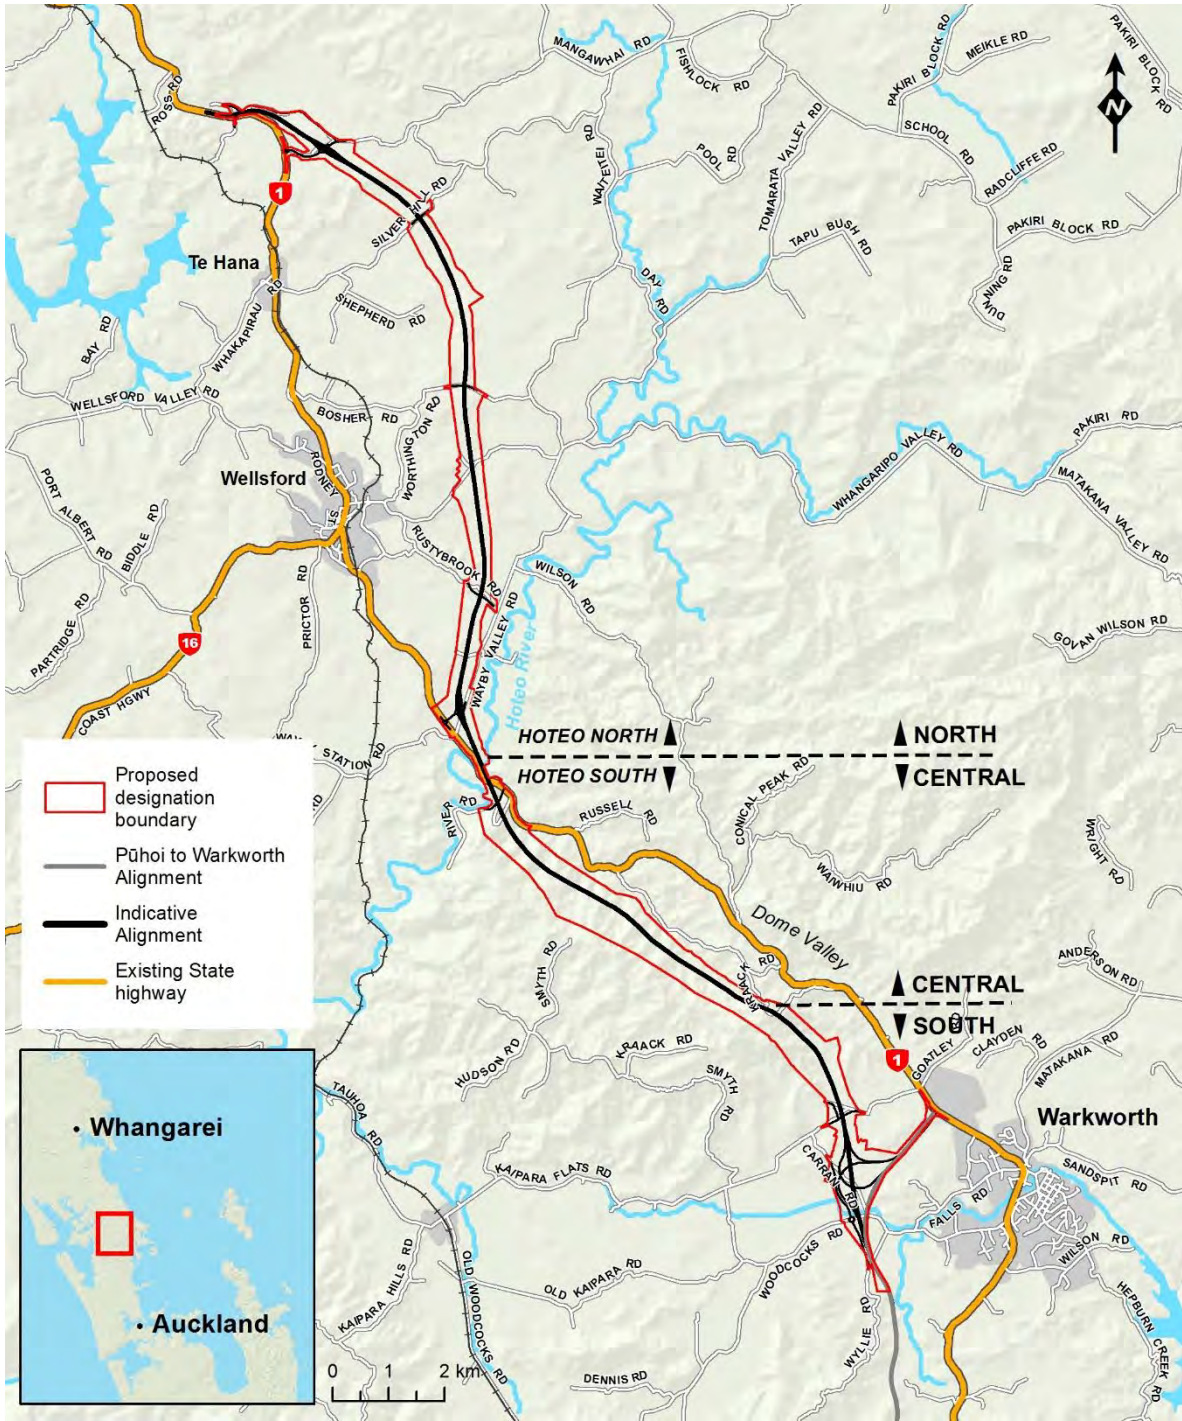 MANGAWHAI RD
FISHLOCK RD
MEIKLE RD
PAKIRI BLOCK RD
PAKIRI BLOCK RD
N
ROSS RD
SCHOOL RD
RADCLIFFE RD
POOL RD
WAITEITEI RD
TOMARATA VALLEY RD
1
SILVER HILL RD
TAPU BUSH RD
PAKIRI BLOCK RD
Te Hana
DAY RD
DUNNING RD
SHEPHERD RD
WHAKAPIRAU RD
BAY RD
WELLSFORD VALLEY RD
BOSHER RD
WORTHINGTON RD
PAKIRI RD
WHANGARIPO VALLEY RD
MATAKANA VALLEY RD
Wellsford
RODNEY ST
PORT ALBERT RD
BIDDLE RD
RUSTYBROOK RD
WILSON RD
PARTRIDGE RD
PRICTOR RD
GOVAN WILSON RD
16
WAYBY VALLEY RD
Hoteo River
COAST HGWY
STATION RD
HOTEO NORTH
NORTH
HOTEO SOUTH
CENTRAL
RIVER RD
RUSSELL RD
CONICAL PEAK RD
WRIGHT RD
WAIWHIU RD
Proposed
designation
boundary
Pūhoi to Warkworth
Alignment
Indicative
Alignment
Existing State
highway
Dome Valley
SMYTH RD
KRAACK RD
ANDERSON RD
CENTRAL
SOUTH
HUDSON RD
KRAACK RD
SMYTH RD
1
GOATLEY RD
CLAYDEN RD
MATAKANA RD
Warkworth
TAUHOA RD
KAIPARA FLATS RD
CARRAN RD
SANDSPIT RD
FALLS RD
WILSON RD
WOODCOCKS RD
OLD KAIPARA RD
KAIPARA HILLS RD
OLD WOODCOCKS RD
HEPBURN CREEK RD
WYLLIE RD
DENNIS RD
Whangarei
Auckland
0 1 2 km